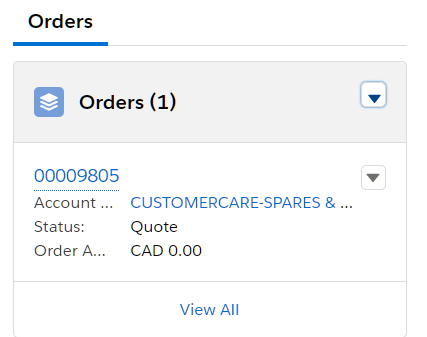 Orders
Orders (1)
00009805
Account ... CUSTOMERCARE-SPARES & ...
Status: Quote
Order A... CAD 0.00
View All